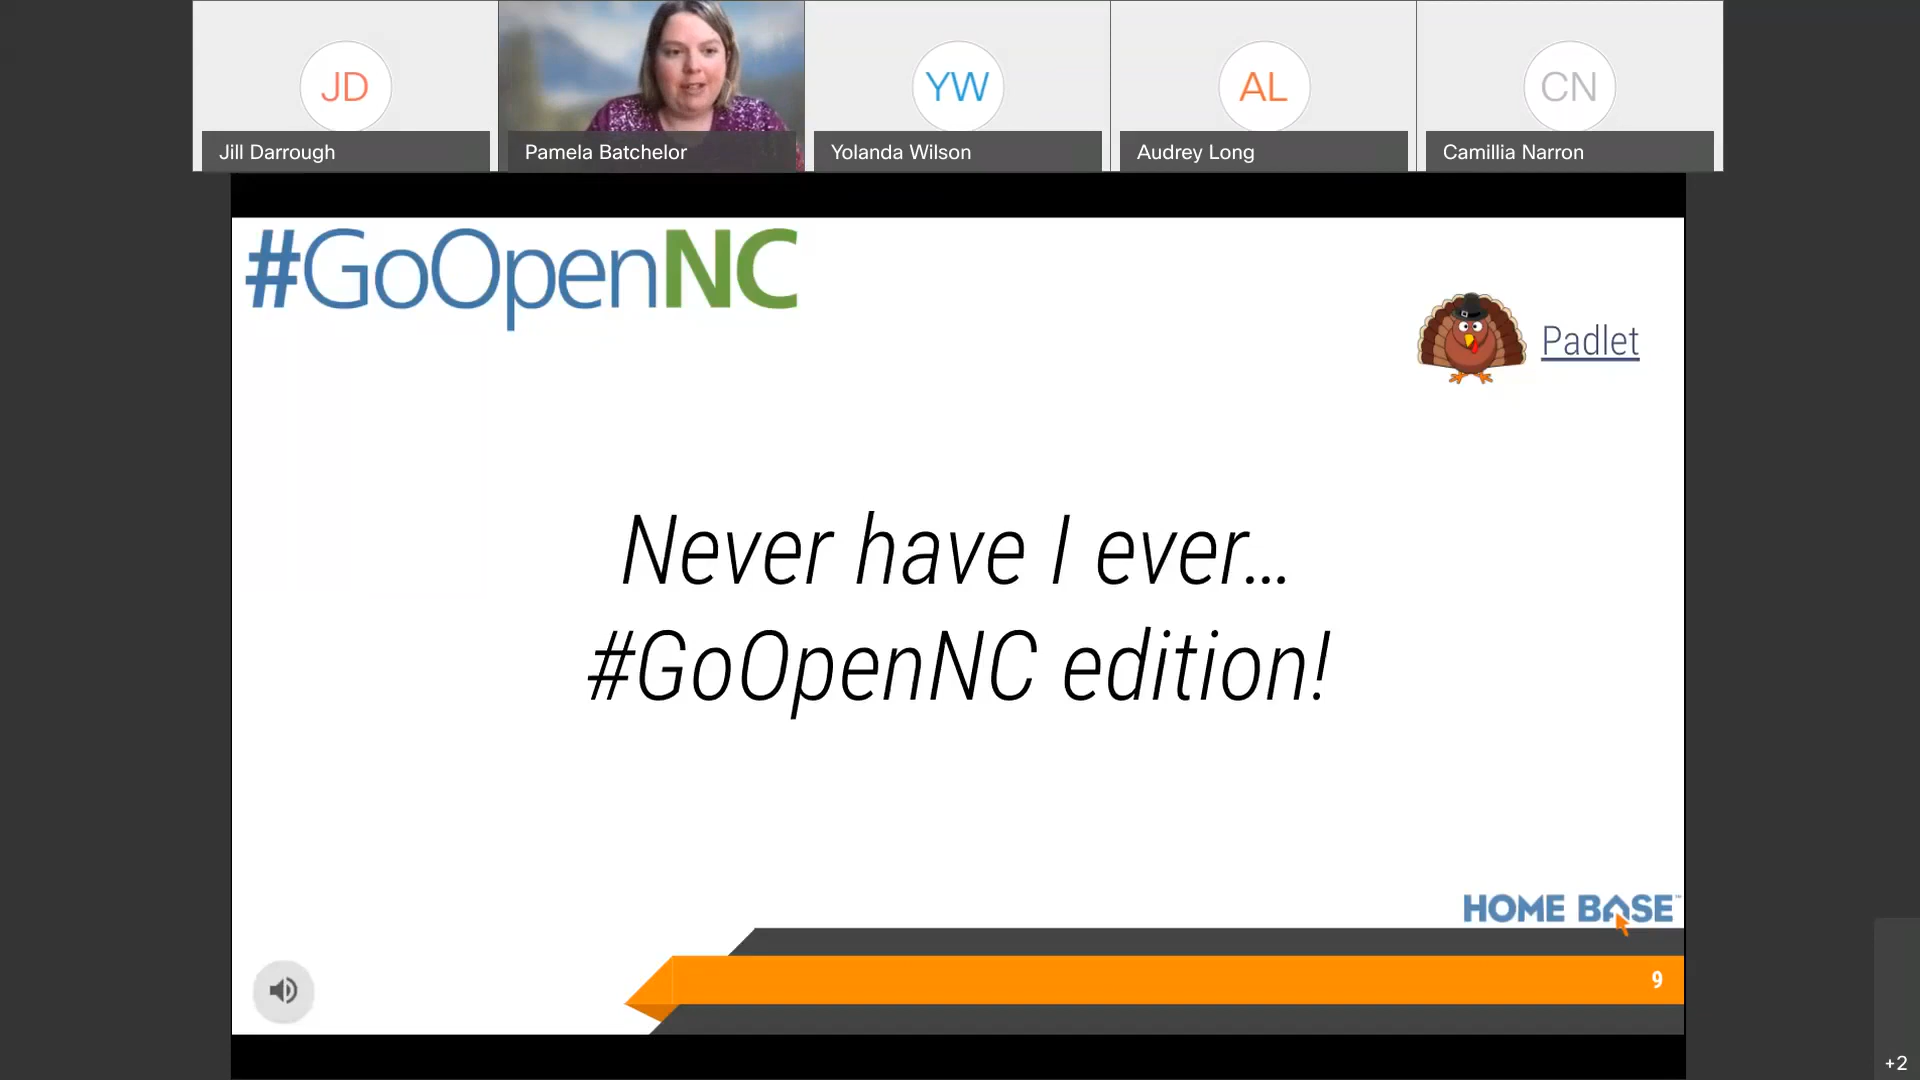 JD
YW
AL
CN
Jill Darrough
Pamela Batchelor
Yolanda Wilson
Audrey Long
Camillia Narron
#GoOpenNC
Padlet
Never have I ever...
#GoOpenNC edition!
HOME BASE™
9
+2